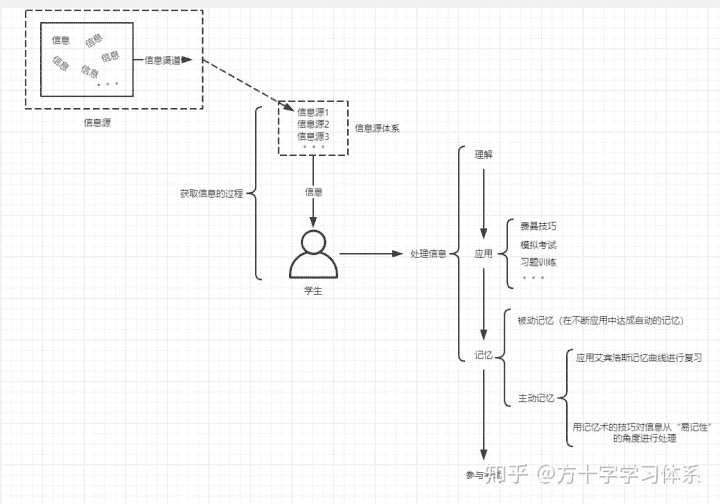 信息
信息
信息
信息
信息
信息渠道
信息源
信息源1
信息源2
信息源3
信息源体系
获取信息的过程
信息
学生
处理信息
理解
应用
费曼技巧
模拟考试
习题训练
记忆
被动记忆（在不断应用中达成自动的记忆）
主动记忆
应用艾宾浩斯记忆曲线进行复习
用记忆术的技巧对信息从“易记性”
的角度进行处理
参与
知乎 @方十字学习体系